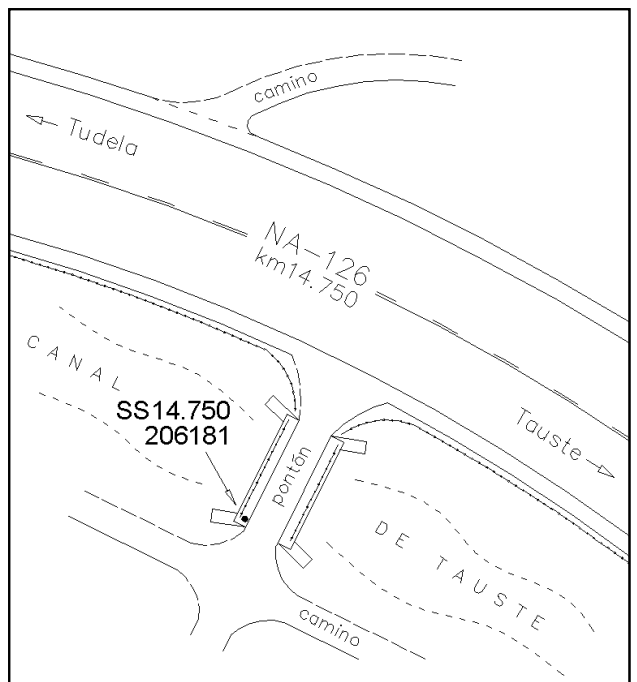 camino
Tudela
NA-126
km14.750
CANAL
SS14.750
206181
Tauste
pontón
DE TAUSTE
camino